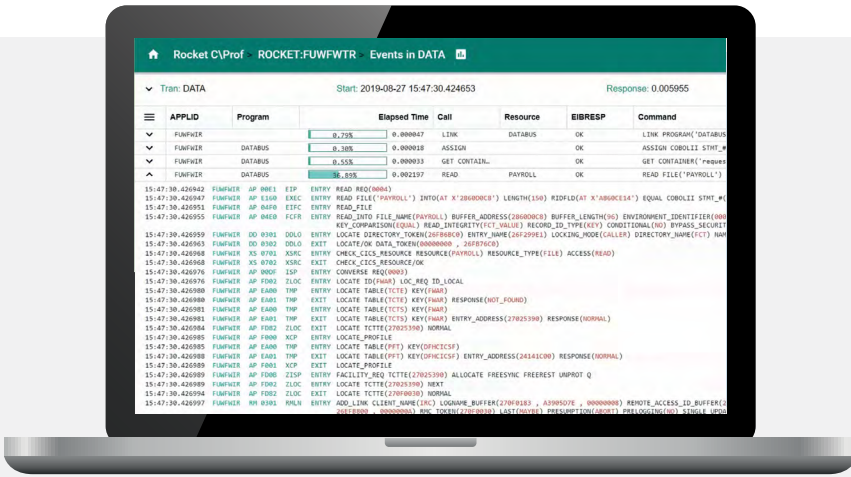 Rocket C\Prof > ROCKET:FUWFWTR > Events in DATA
Tran: DATA Start: 2019-08-27 15:47:30.424653 Response: 0.005955
APPLID Program Elapsed Time Call Resource EIBRESP Command
FUWFWIR 0.79% 0.000047 LINK DATABUS OK LINK PROGRAM('DATABUS
FUWFWIR DATABUS 0.30% 0.000018 ASSIGN OK ASSIGN COBOLII STMT_#
FUWFWIR DATABUS 0.55% 0.000033 GET CONTAIN... OK GET CONTAINER('reques
FUWFWIR DATABUS 36.89% 0.002197 READ PAYROLL OK READ FILE('PAYROLL')
15:47:30.426942 FUWFWIR AP 00E1 EIP ENTRY READ REQ(0004)
15:47:30.426947 FUWFWIR AP E160 EXEC ENTRY READ FILE('PAYROLL') INTO(AT X'2860D0C8') LENGTH(150) RIDFLD(AT X'A860CE14') EQUAL COBOLII STMT_#(
15:47:30.426951 FUWFWIR AP 04F0 EIFC ENTRY READ_FILE
15:47:30.426955 FUWFWIR AP 04E0 FCFR ENTRY READ_INTO FILE_NAME(PAYROLL) BUFFER_ADDRESS(2860D0C8) BUFFER_LENGTH(96) ENVIRONMENT_IDENTIFIER(000
KEY_COMPARISON(EQUAL) READ_INTEGRITY(FCT_VALUE) RECORD_ID_TYPE(KEY) CONDITIONAL(NO) BYPASS_SECURIT
15:47:30.426959 FUWFWIR DD 0301 DDLO ENTRY LOCATE DIRECTORY_TOKEN(26F868C0) ENTRY_NAME(26F299E1) LOCKING_MODE(CALLER) DIRECTORY_NAME(FCT) NAM
15:47:30.426963 FUWFWIR DD 0302 DDLO EXIT LOCATE/OK DATA_TOKEN(00000000 , 26FB76C0)
15:47:30.426968 FUWFWIR XS 0701 XSRC ENTRY CHECK_CICS_RESOURCE RESOURCE(PAYROLL) RESOURCE_TYPE(FILE) ACCESS(READ)
15:47:30.426968 FUWFWIR XS 0702 XSRC EXIT CHECK_CICS_RESOURCE/OK
15:47:30.426976 FUWFWIR AP 00DF ISP ENTRY CONVERSE REQ(0003)
15:47:30.426976 FUWFWIR AP FD02 ZLOC ENTRY LOCATE ID(FWAR) LOC_REQ ID_LOCAL
15:47:30.426980 FUWFWIR AP EA00 TMP ENTRY LOCATE TABLE(TCTE) KEY(FWAR)
15:47:30.426980 FUWFWIR AP EA01 TMP EXIT LOCATE TABLE(TCTE) KEY(FWAR) RESPONSE(NOT_FOUND)
15:47:30.426981 FUWFWIR AP EA00 TMP ENTRY LOCATE TABLE(TCTS) KEY(FWAR)
15:47:30.426981 FUWFWIR AP EA01 TMP EXIT LOCATE TABLE(TCTS) KEY(FWAR) ENTRY_ADDRESS(27025390) RESPONSE(NORMAL)
15:47:30.426984 FUWFWIR AP FD82 ZLOC EXIT LOCATE TCTTE(27025390) NORMAL
15:47:30.426985 FUWFWIR AP F000 XCP ENTRY LOCATE_PROFILE
15:47:30.426985 FUWFWIR AP EA00 TMP ENTRY LOCATE TABLE(PFT) KEY(DFHCICSF)
15:47:30.426988 FUWFWIR AP EA01 TMP EXIT LOCATE TABLE(PFT) KEY(DFHCICSF) ENTRY_ADDRESS(24141C00) RESPONSE(NORMAL)
15:47:30.426989 FUWFWIR AP F001 XCP EXIT LOCATE_PROFILE
15:47:30.426989 FUWFWIR AP FD0B ZISP ENTRY FACILITY_REQ TCTTE(27025390) ALLOCATE FREESYNC FREEREST UNPROT Q
15:47:30.426989 FUWFWIR AP FD02 ZLOC ENTRY LOCATE TCTTE(27025390) NEXT
15:47:30.426994 FUWFWIR AP FD82 ZLOC EXIT LOCATE TCTTE(270F0030) NORMAL
15:47:30.426997 FUWFWIR RM 0301 RMLN ENTRY ADD_LINK CLIENT_NAME(IRC) LOGNAME_BUFFER(270F0183 , A3905D7E , 00000008) REMOTE_ACCESS_ID_BUFFER(2
26EF8800 , 0000000A) RMC_TOKEN(270F0030) LAST(MAYBE) PRESUMPTION(ABORT) PRELOGGING(NO) SINGLE_UPDA